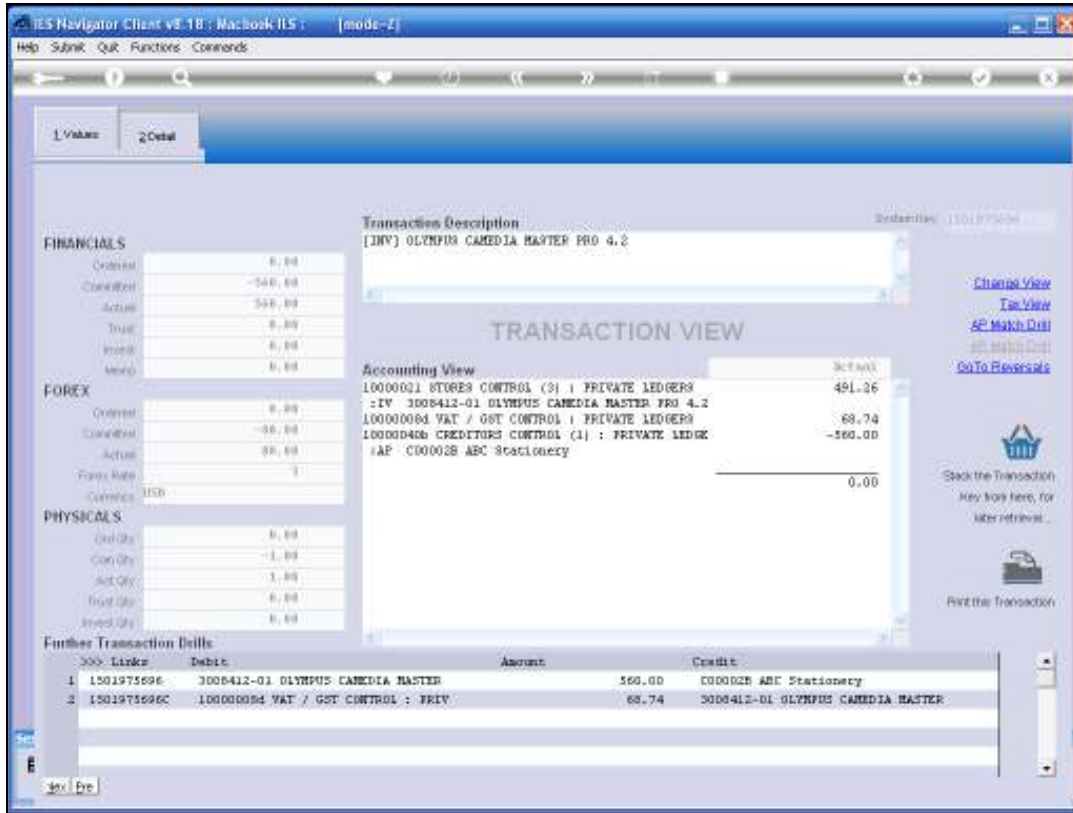 IES Navigator Client v8.18 : Macbook IES : [mode-Z]
Help Submit Quit Functions Commands
1 Values 2 Detail
Transaction Description
[INV] OLYMPUS CAMEDIA MASTER PRO 4.2
FINANCIALS
Ordered 0.00
Committed -560.00
Actual 560.00
Trust 0.00
Invest 0.00
Memo 0.00
Change View
Tax View
AP Match Drill
AR Match Drill
GoTo Reversals
TRANSACTION VIEW
Accounting View Actual
10000021 STORES CONTROL (3) : PRIVATE LEDGERS 491.26
:IV 3008412-01 OLYMPUS CAMEDIA MASTER PRO 4.2
10000008d VAT / GST CONTROL : PRIVATE LEDGERS 68.74
10000040b CREDITORS CONTROL (1) : PRIVATE LEDGE -560.00
:AP C00002B ABC Stationery
0.00
FOREX
Ordered 0.00
Committed -80.00
Actual 80.00
Forex Rate
Currency USD
PHYSICALS
Ord Qty 0.00
Com Qty -1.00
Act Qty 1.00
Trust Qty 0.00
Invest Qty 0.00
Stack the Transaction
Key from here, for
later retrieval...
Print this Transaction
Further Transaction Drills
>>> Links Debit Amount Credit
1 1501975696 3008412-01 OLYMPUS CAMEDIA MASTER 560.00 C00002B ABC Stationery
2 1501975696C 10000008d VAT / GST CONTROL : PRIV 68.74 3008412-01 OLYMPUS CAMEDIA MASTER
Nex Pre